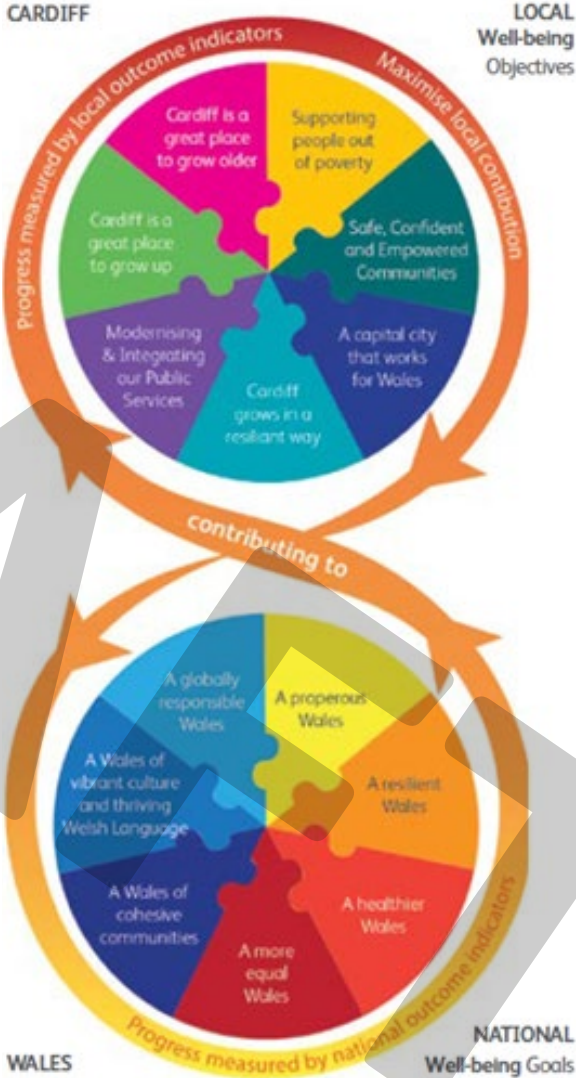 CARDIFF
LOCAL
Well-being
Objectives
Progress measured by local outcome indicators
Maximise local contibution
Cardiff is a
great place
to grow older
Supporting
people out
of poverty
Cardiff is a
great place
to grow up
Safe, Confident
and Empowered
Communities
Modernising
& Integrating
our Public
Services
A capital city
that works
for Wales
Cardiff
grows in a
resiliant way
contributing to
A globally
responsible
Wales
A properous
Wales
A Wales of
vibrant culture
and thriving
Welsh Language
A resilient
Wales
A Wales of
cohesive
communities
A healthier
Wales
A more
equal
Wales
Progress measured by national outcome indicators
WALES
NATIONAL
Well-being Goals